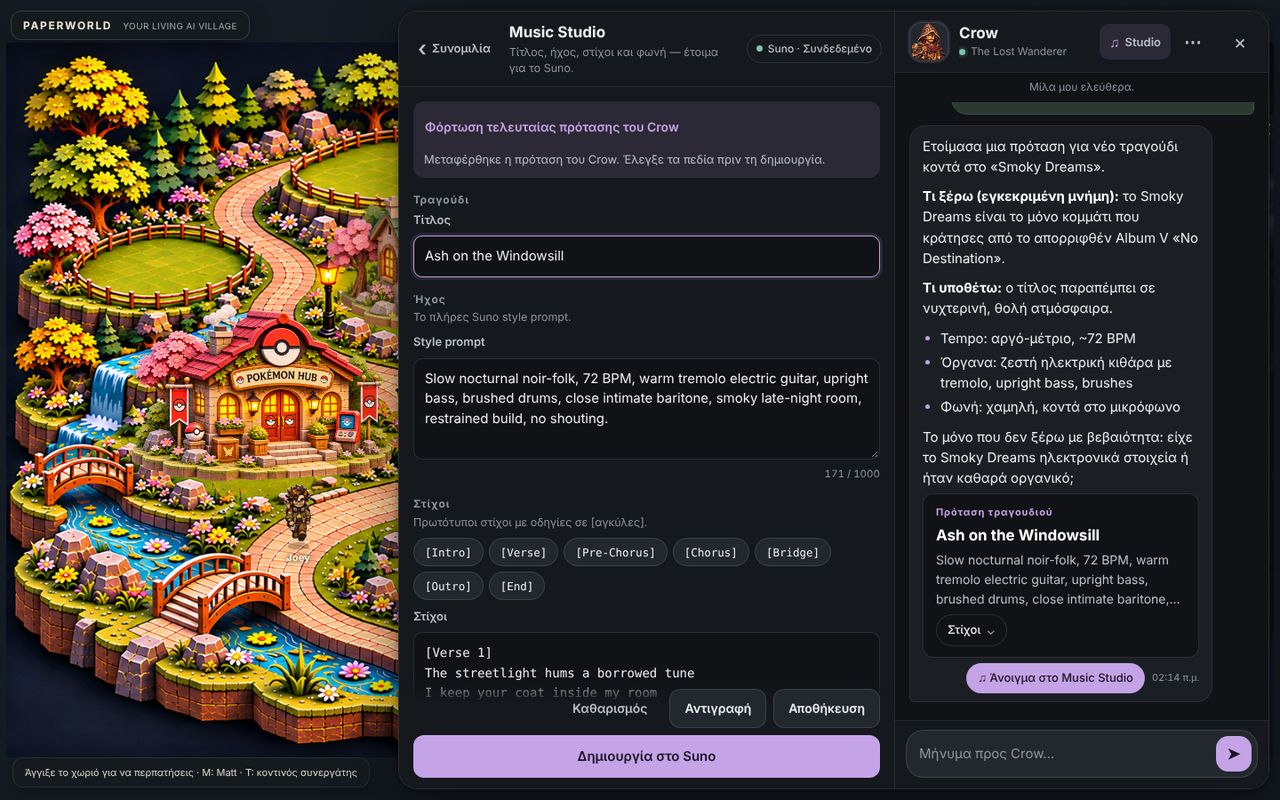 PAPERWORLD YOUR LIVING AI VILLAGE
POKÉMON HUB
Joey
Άγγιξε το χωριό για να περπατήσεις · M: Matt · T: κοντινός συνεργάτης
Συνομιλία
Music Studio
Τίτλος, ήχος, στίχοι και φωνή — έτοιμα
για το Suno.
Suno · Συνδεδεμένο
Φόρτωση τελευταίας πρότασης του Crow
Μεταφέρθηκε η πρόταση του Crow. Έλεγξε τα πεδία πριν τη δημιουργία.
Τραγούδι
Τίτλος
Ash on the Windowsill
Ήχος
Το πλήρες Suno style prompt.
Style prompt
Slow nocturnal noir-folk, 72 BPM, warm tremolo electric guitar, upright
bass, brushed drums, close intimate baritone, smoky late-night room,
restrained build, no shouting.
171 / 1000
Στίχοι
Πρωτότυποι στίχοι με οδηγίες σε [αγκύλες].
[Intro] [Verse] [Pre-Chorus] [Chorus] [Bridge]
[Outro] [End]
Στίχοι
[Verse 1]
The streetlight hums a borrowed tune
I keep your coat inside my room
Καθαρισμός Αντιγραφή Αποθήκευση
Δημιουργία στο Suno
Crow
The Lost Wanderer
♫ Studio
Μίλα μου ελεύθερα.
Ετοίμασα μια πρόταση για νέο τραγούδι
κοντά στο «Smoky Dreams».
Τι ξέρω (εγκεκριμένη μνήμη): το Smoky
Dreams είναι το μόνο κομμάτι που
κράτησες από το απορριφθέν Album V «No
Destination».
Τι υποθέτω: ο τίτλος παραπέμπει σε
νυχτερινή, θολή ατμόσφαιρα.
• Tempo: αργό-μέτριο, ~72 BPM
• Όργανα: ζεστή ηλεκτρική κιθάρα με
tremolo, upright bass, brushes
• Φωνή: χαμηλή, κοντά στο μικρόφωνο
Το μόνο που δεν ξέρω με βεβαιότητα: είχε
το Smoky Dreams ηλεκτρονικά στοιχεία ή
ήταν καθαρά οργανικό;
Πρόταση τραγουδιού
Ash on the Windowsill
Slow nocturnal noir-folk, 72 BPM, warm
tremolo electric guitar, upright bass,
brushed drums, close intimate baritone,...
Στίχοι
♫ Άνοιγμα στο Music Studio 02:14 π.μ.
Μήνυμα προς Crow...